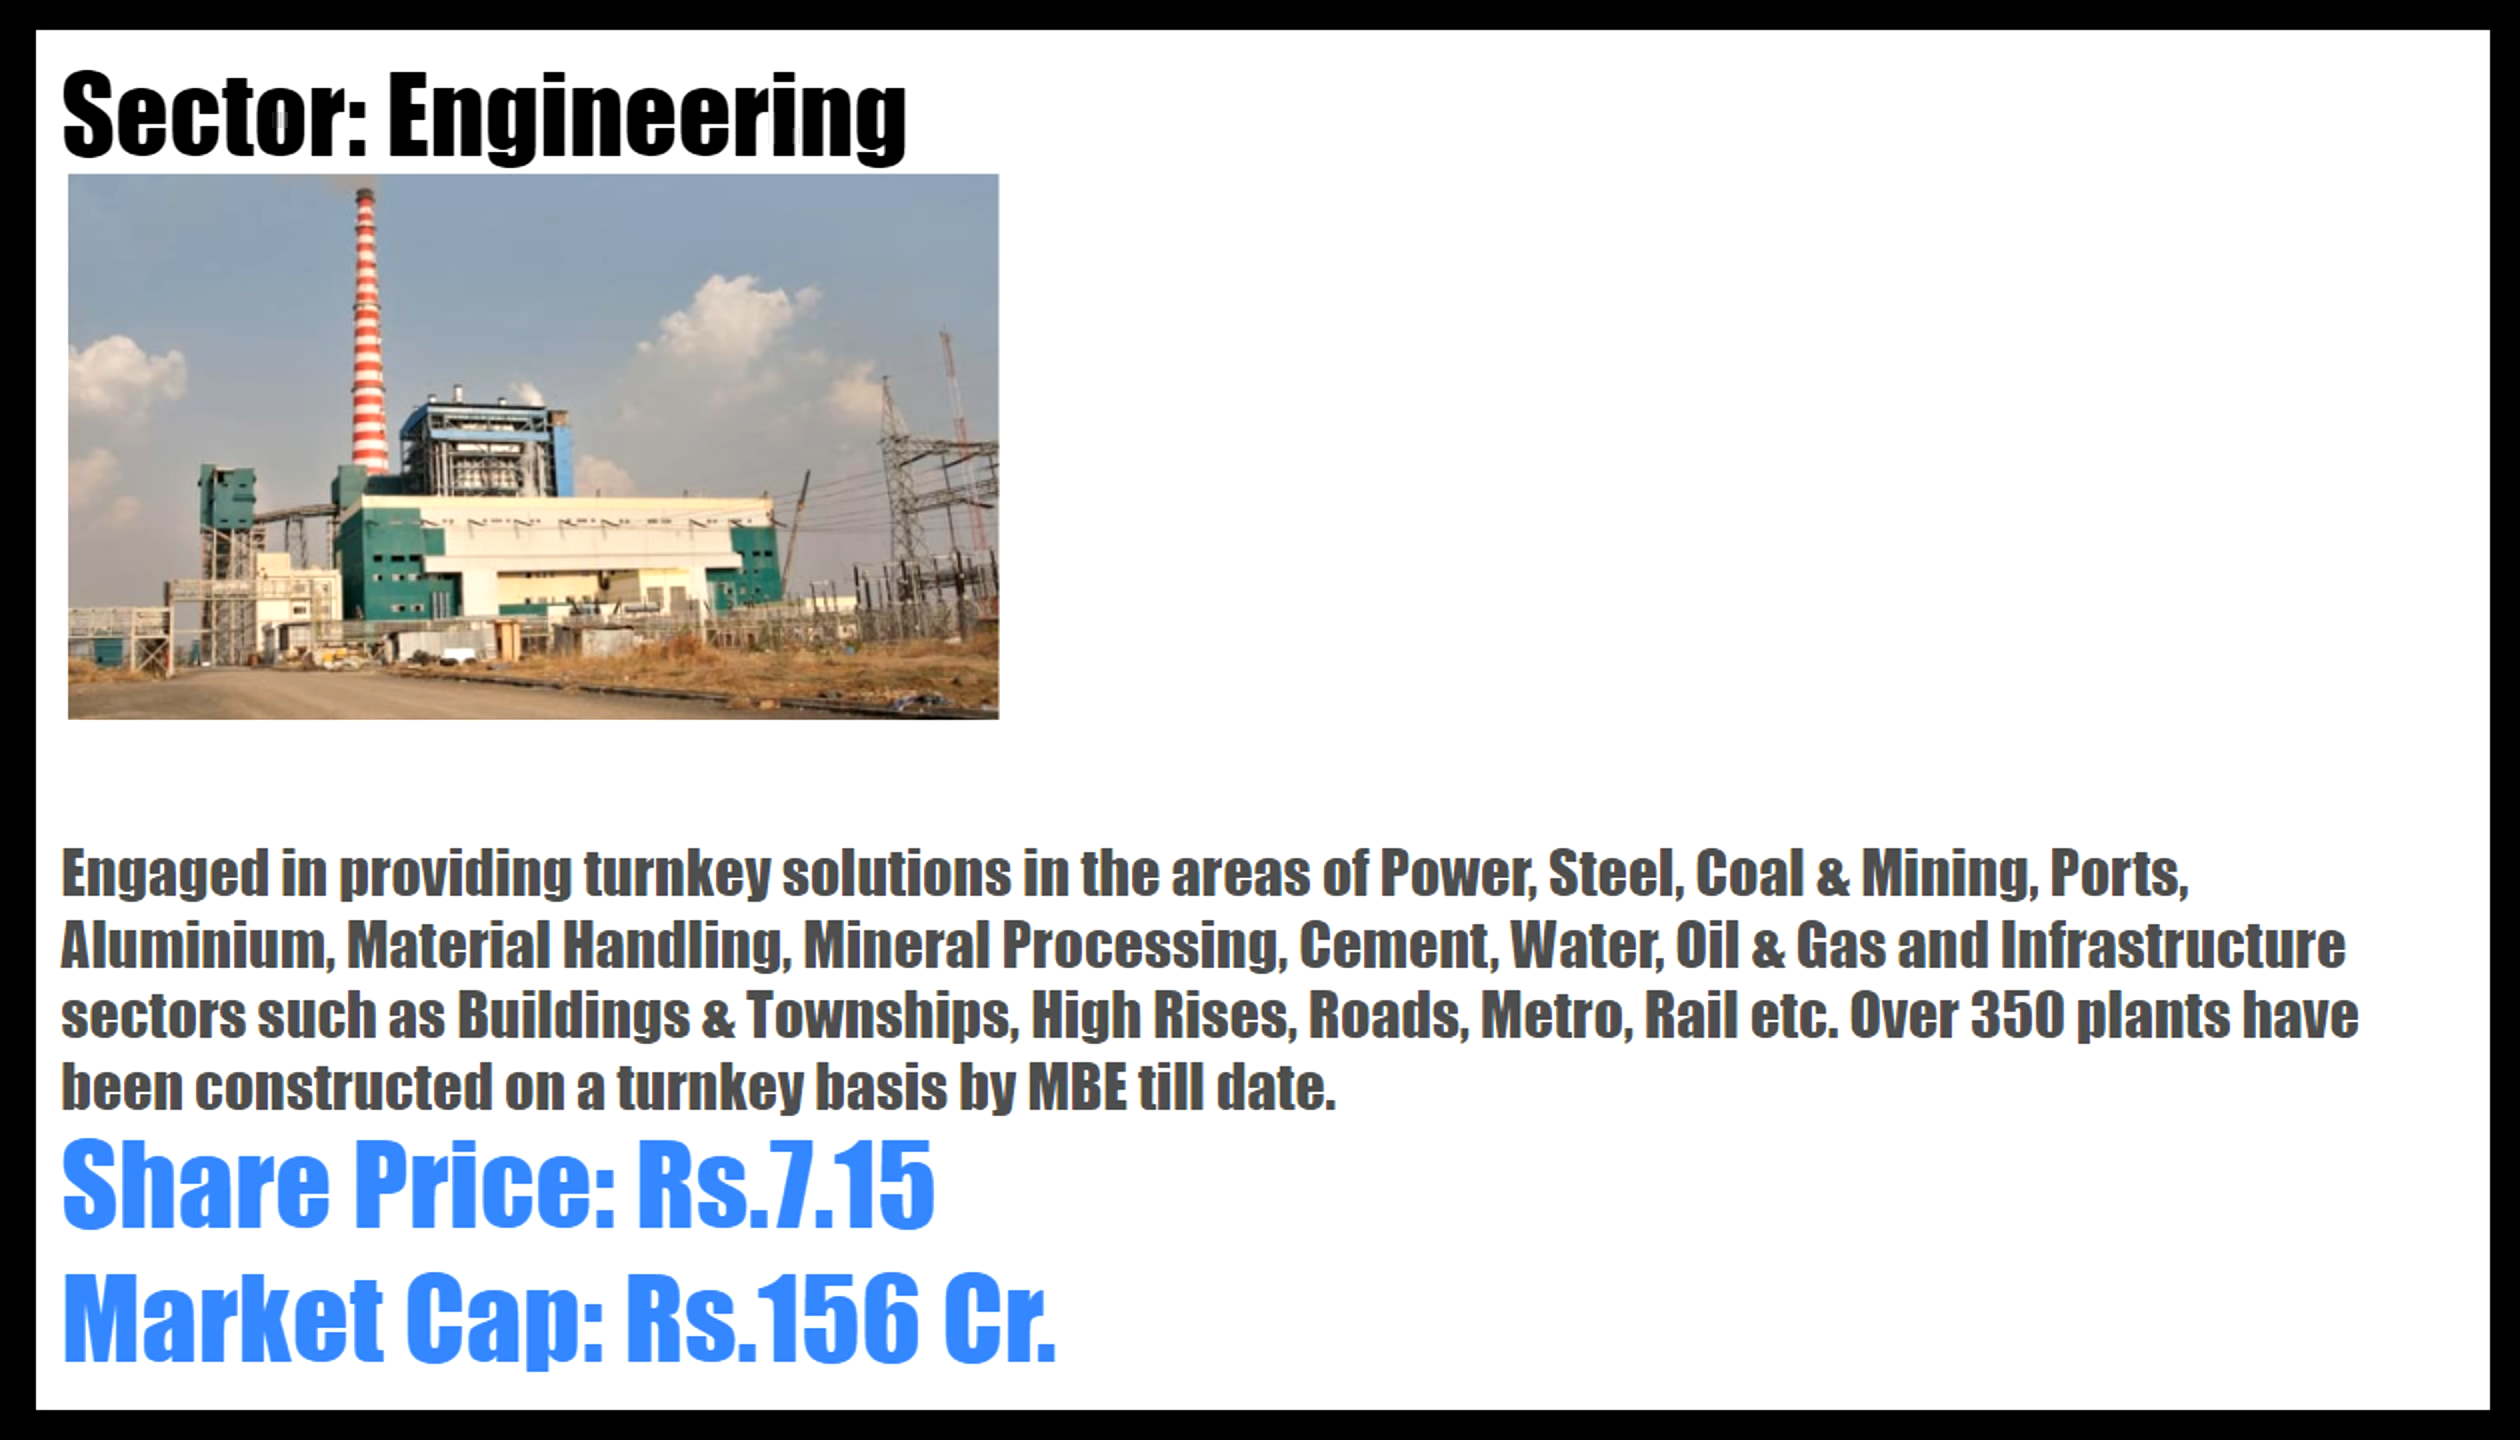 Sector: Engineering
Engaged in providing turnkey solutions in the areas of Power, Steel, Coal & Mining, Ports,
Aluminium, Material Handling, Mineral Processing, Cement, Water, Oil & Gas and Infrastructure
sectors such as Buildings & Townships, High Rises, Roads, Metro, Rail etc. Over 350 plants have
been constructed on a turnkey basis by MBE till date.
Share Price: Rs.7.15
Market Cap: Rs.156 Cr.